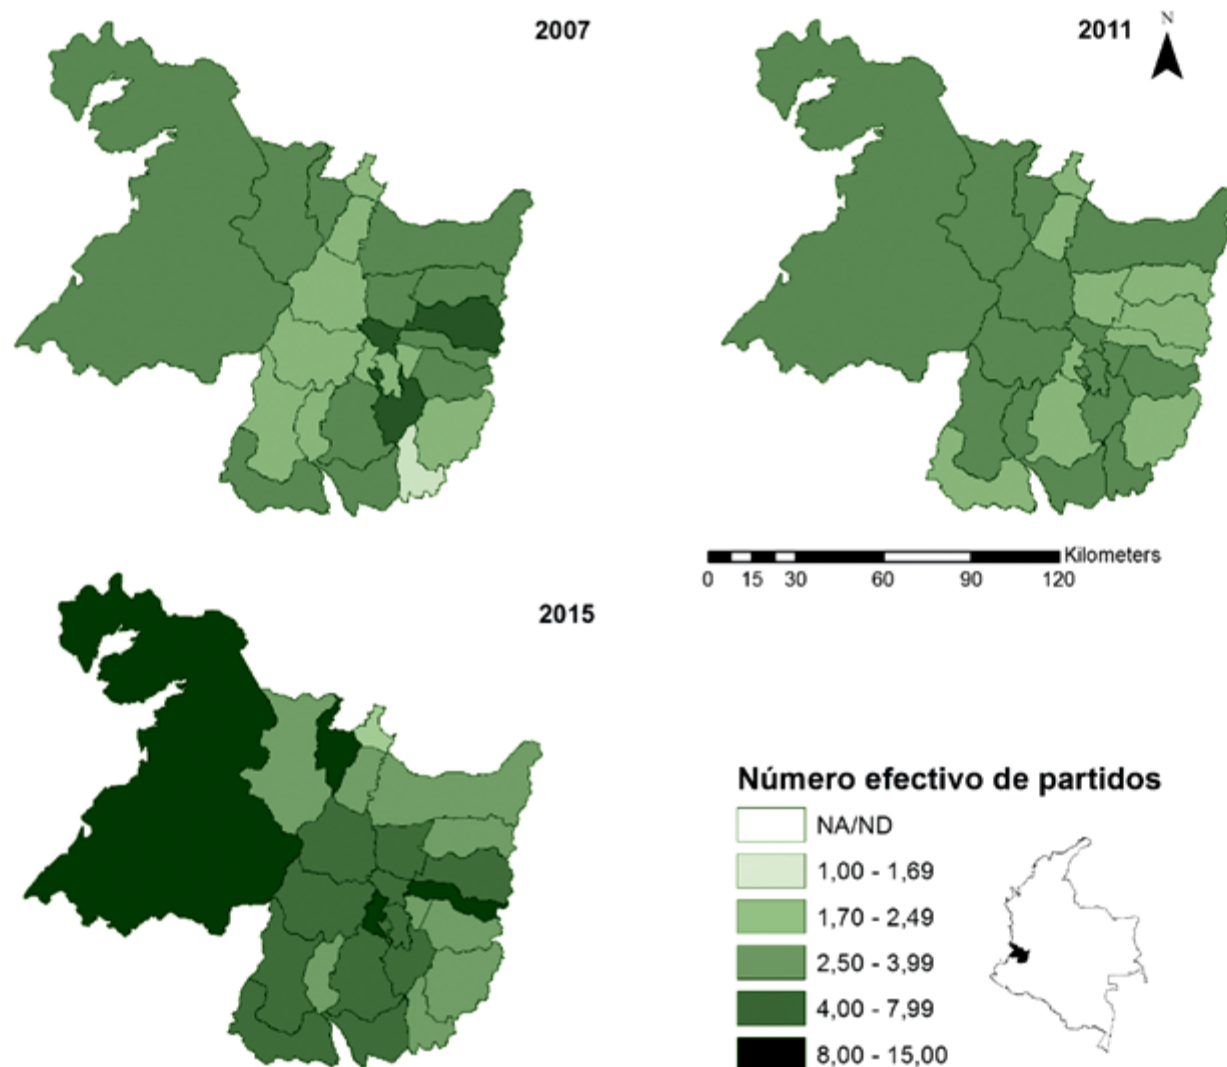 2007
2011
N
Kilometers
0 15 30 60 90 120
2015
Número efectivo de partidos
NA/ND
1,00 - 1,69
1,70 - 2,49
2,50 - 3,99
4,00 - 7,99
8,00 - 15,00